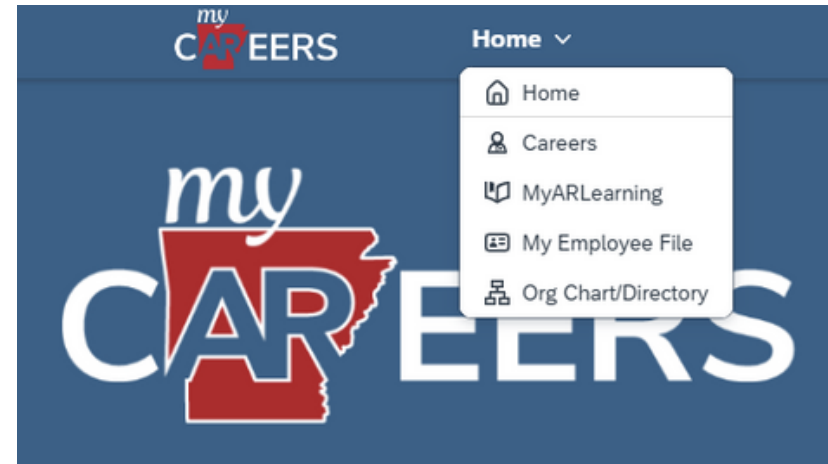 my
CAREERS
Home
Home
Careers
MyARLearning
My Employee File
Org Chart/Directory
my
CAREERS